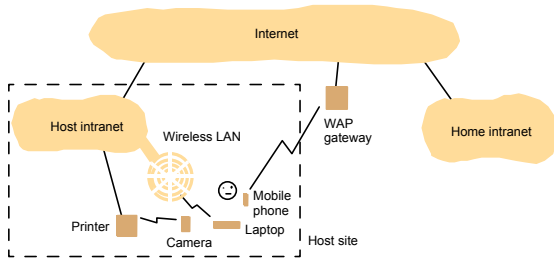 Internet
Host intranet
Wireless LAN
WAP
gateway
Home intranet
Mobile
phone
Printer
Camera
Laptop
Host site